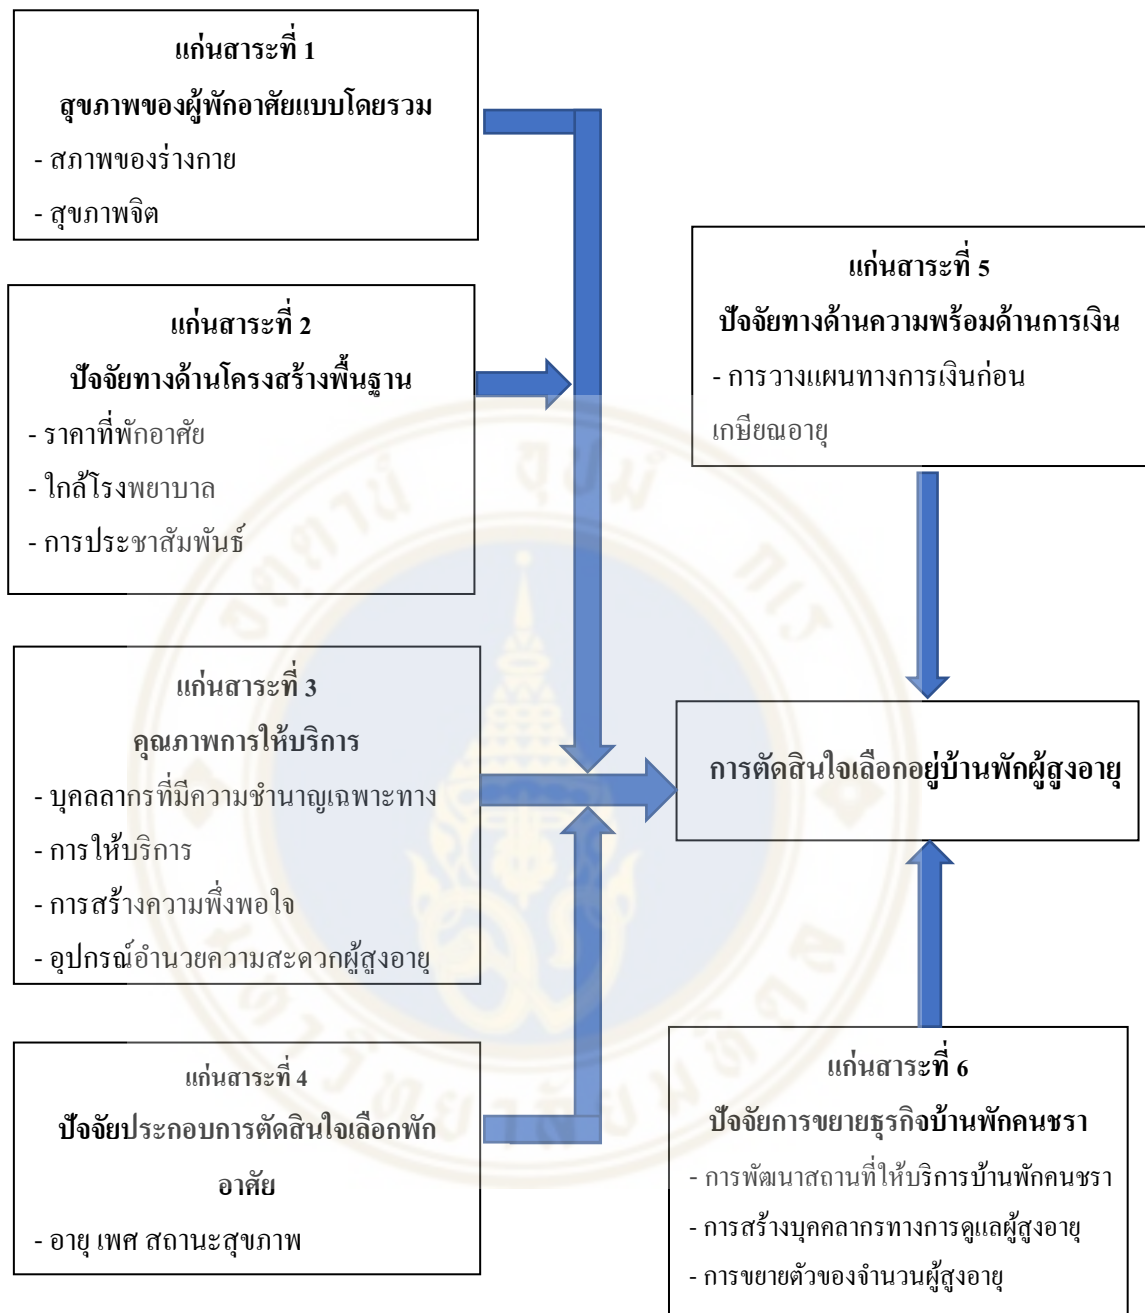 แก่นสาระที่ 1
สุขภาพของผู้พักอาศัยแบบโดยรวม
- สภาพของร่างกาย
- สุขภาพจิต
แก่นสาระที่ 2
ปัจจัยทางด้านโครงสร้างพื้นฐาน
- ราคาที่พักอาศัย
- ใกล้โรงพยาบาล
- การประชาสัมพันธ์
แก่นสาระที่ 3
คุณภาพการให้บริการ
- บุคลลากรที่มีความชำนาญเฉพาะทาง
- การให้บริการ
- การสร้างความพึ่งพอใจ
- อุปกรณ์อำนวยความสะดวกผู้สูงอายุ
แก่นสาระที่ 4
ปัจจัยประกอบการตัดสินใจเลือกพัก
อาศัย
- อายุ เพศ สถานะสุขภาพ
แก่นสาระที่ 5
ปัจจัยทางด้านความพร้อมด้านการเงิน
- การวางแผนทางการเงินก่อน
เกษียณอายุ
การตัดสินใจเลือกอยู่บ้านพักผู้สูงอายุ
แก่นสาระที่ 6
ปัจจัยการขยายธุรกิจบ้านพักคนชรา
- การพัฒนาสถานที่ให้บริการบ้านพักคนชรา
- การสร้างบุคคลากรทางการดูแลผู้สูงอายุ
- การขยายตัวของจำนวนผู้สูงอายุ
อตฺตานํ อุปมํ กเร
มหาวิทยาลัยมหิดล